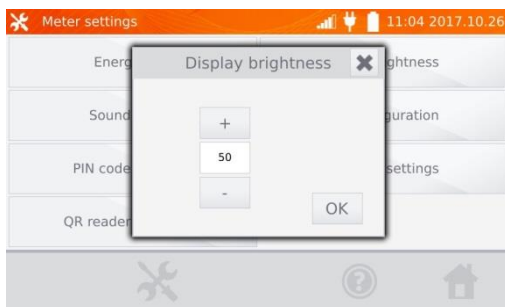 Meter settings
11:04 2017.10.26
Energ
Display brightness
ghtness
Sound
+
guration
50
PIN code
-
settings
OK
QR reader